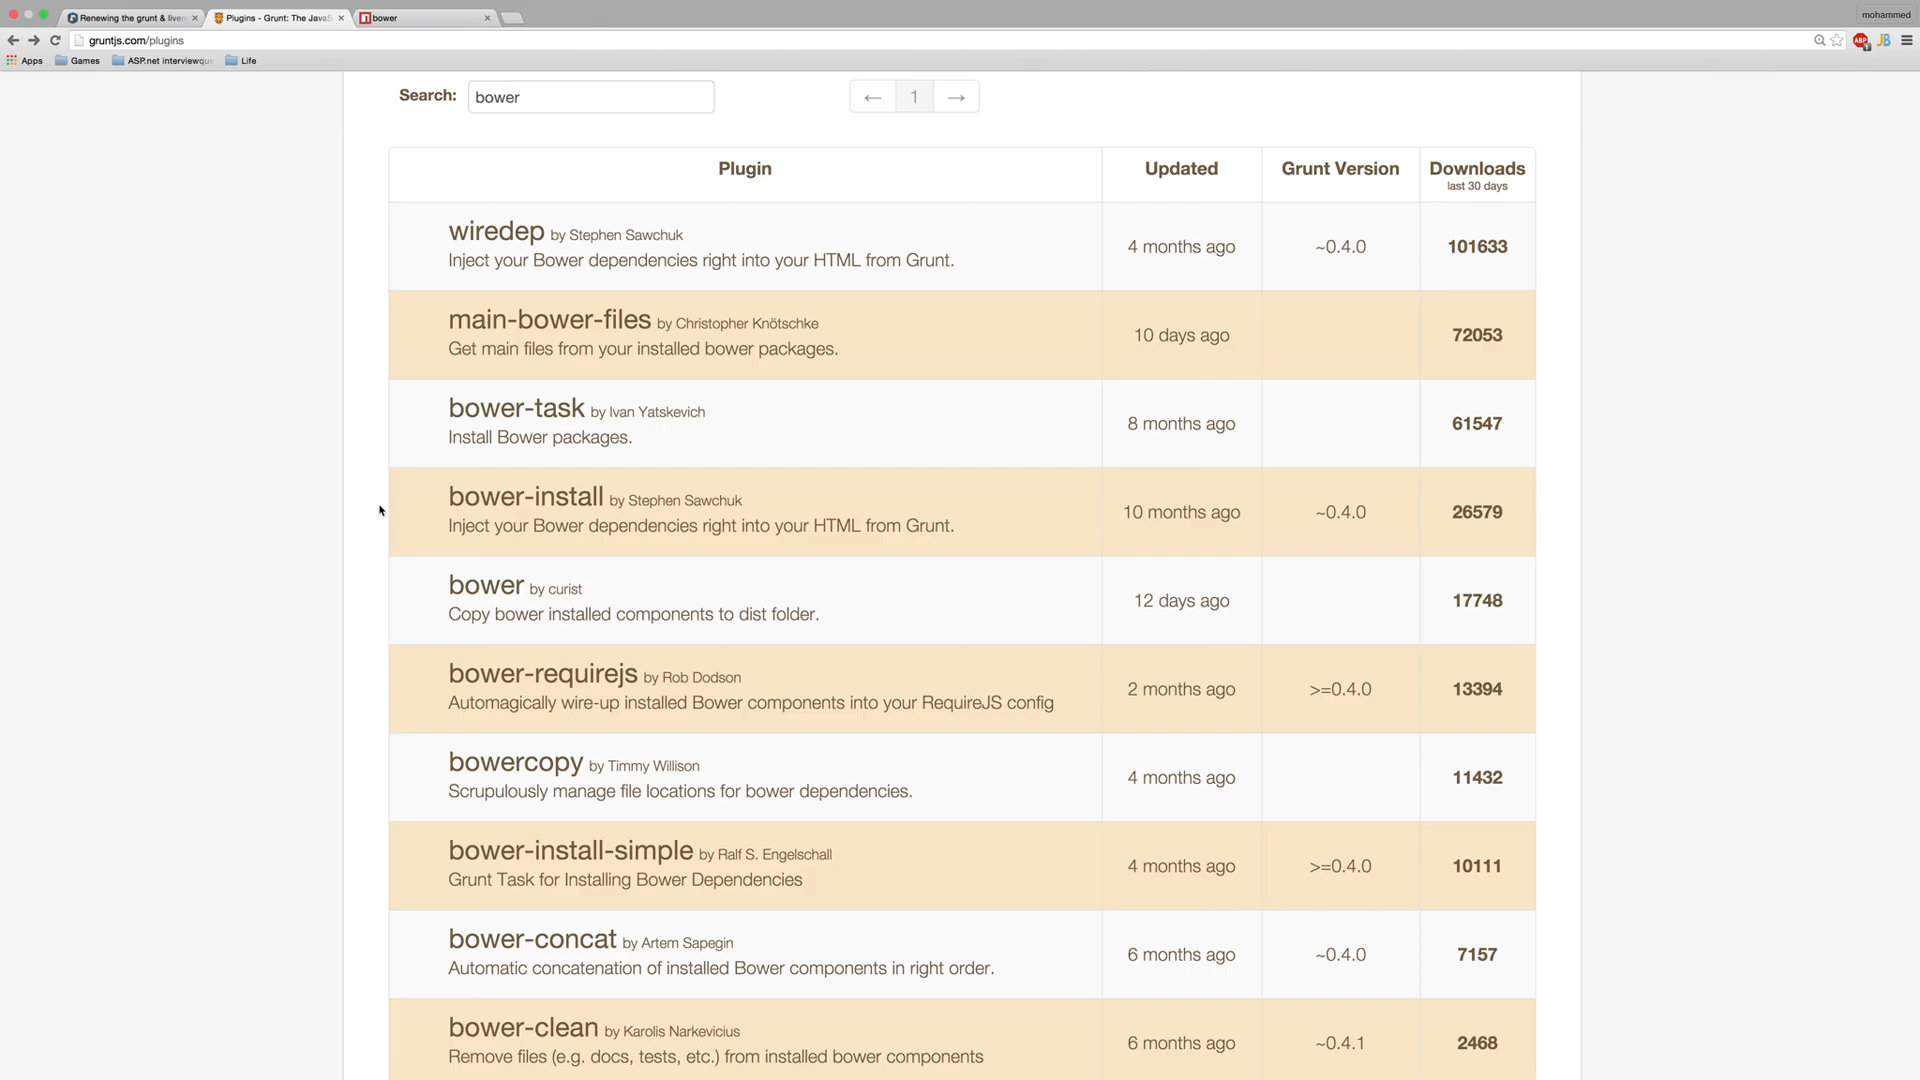 Renewing the grunt & liver
Plugins - Grunt: The JavaS
bower
mohammed
gruntjs.com/plugins
Apps
Games
ASP.net interviewqu
Life
Search:
bower
← 1 →
Plugin
Updated
Grunt Version
Downloads
last 30 days
wiredep by Stephen Sawchuk
Inject your Bower dependencies right into your HTML from Grunt.
4 months ago
~0.4.0
101633
main-bower-files by Christopher Knötschke
Get main files from your installed bower packages.
10 days ago
72053
bower-task by Ivan Yatskevich
Install Bower packages.
8 months ago
61547
bower-install by Stephen Sawchuk
Inject your Bower dependencies right into your HTML from Grunt.
10 months ago
~0.4.0
26579
bower by curist
Copy bower installed components to dist folder.
12 days ago
17748
bower-requirejs by Rob Dodson
Automagically wire-up installed Bower components into your RequireJS config
2 months ago
>=0.4.0
13394
bowercopy by Timmy Willison
Scrupulously manage file locations for bower dependencies.
4 months ago
11432
bower-install-simple by Ralf S. Engelschall
Grunt Task for Installing Bower Dependencies
4 months ago
>=0.4.0
10111
bower-concat by Artem Sapegin
Automatic concatenation of installed Bower components in right order.
6 months ago
~0.4.0
7157
bower-clean by Karolis Narkevicius
Remove files (e.g. docs, tests, etc.) from installed bower components
6 months ago
~0.4.1
2468